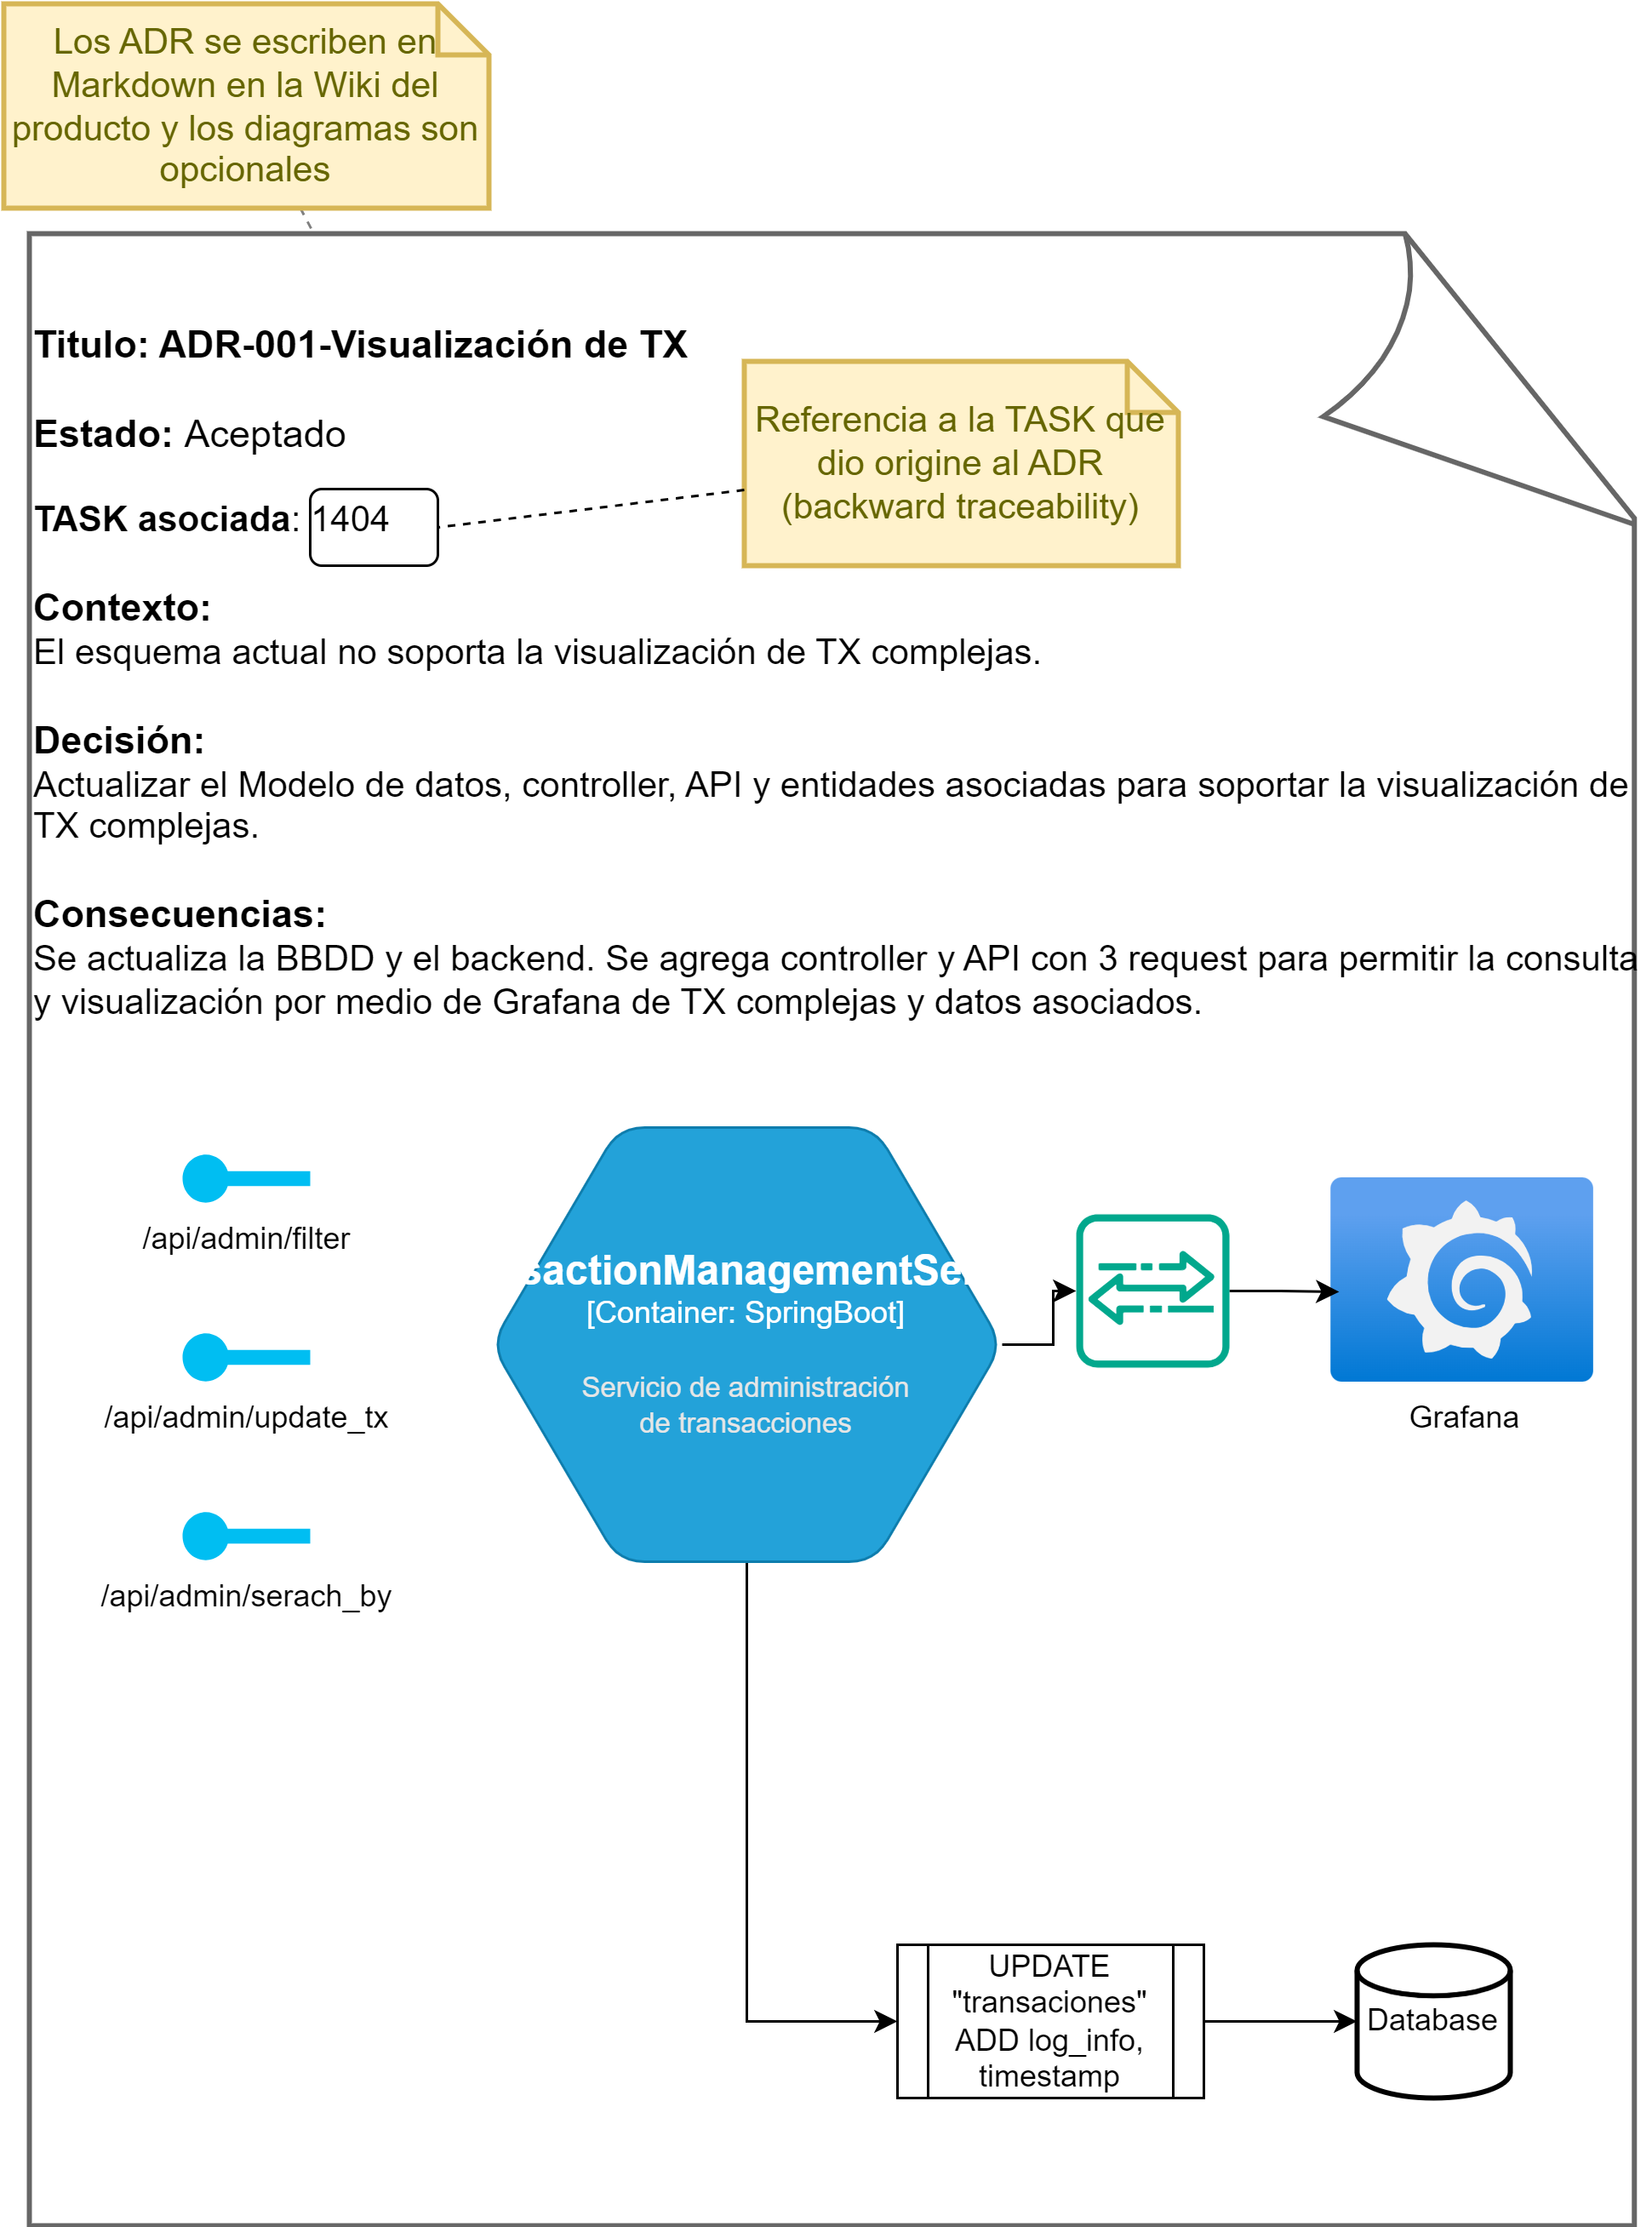 Los ADR se escriben en
Markdown en la Wiki del
producto y los diagramas son
opcionales
Titulo: ADR-001-Visualización de TX
Estado: Aceptado
Referencia a la TASK que
dio origine al ADR
(backward traceability)
TASK asociada: 1404
Contexto:
El esquema actual no soporta la visualización de TX complejas.
Decisión:
Actualizar el Modelo de datos, controller, API y entidades asociadas para soportar la visualización de
TX complejas.
Consecuencias:
Se actualiza la BBDD y el backend. Se agrega controller y API con 3 request para permitir la consulta
y visualización por medio de Grafana de TX complejas y datos asociados.
/api/admin/filter
/api/admin/update_tx
/api/admin/serach_by
sactionManagementSe
[Container: SpringBoot]
Servicio de administración
de transacciones
Grafana
UPDATE
"transaciones"
ADD log_info,
timestamp
Database